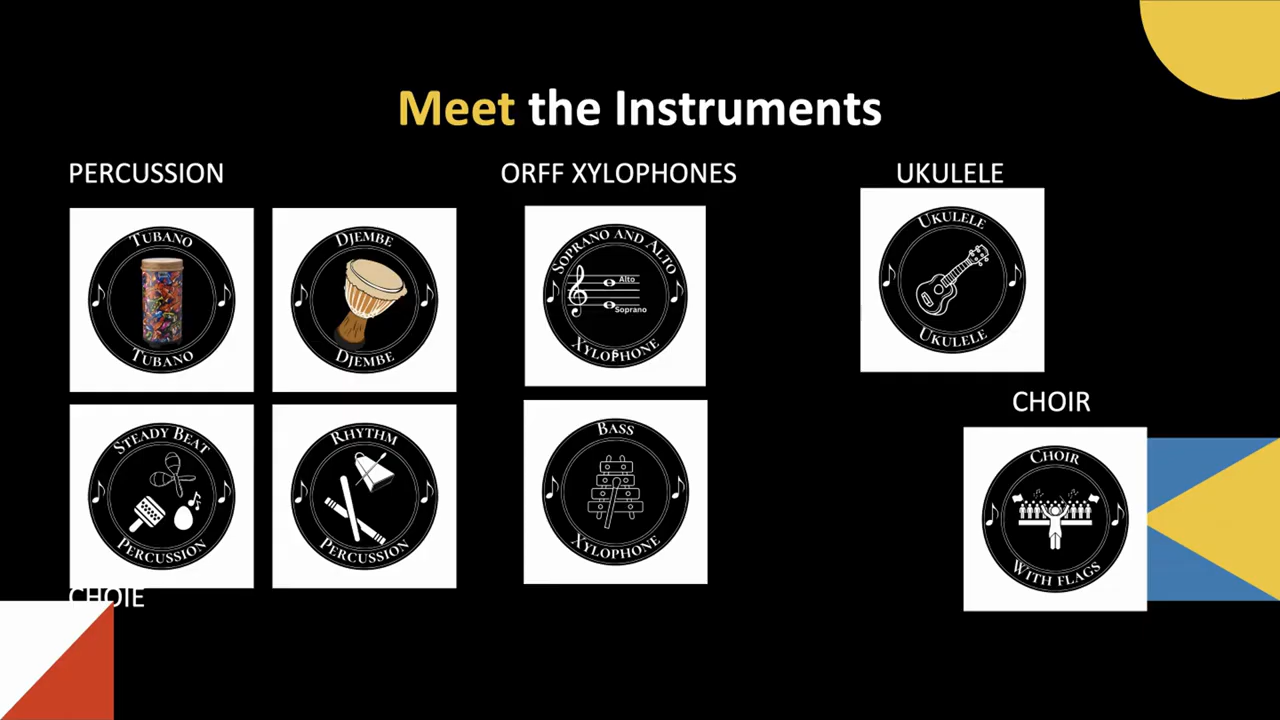 Meet the Instruments
PERCUSSION
ORFF XYLOPHONES
UKULELE
TUBANO
TUBANO
DJEMBE
DJEMBE
SOPRANO AND ALTO
Alto
Soprano
XYLOPHONE
UKULELE
UKULELE
CHOIR
STEADY BEAT
PERCUSSION
RHYTHM
PERCUSSION
BASS
XYLOPHONE
CHOIR
WITH FLAGS
CHOIE